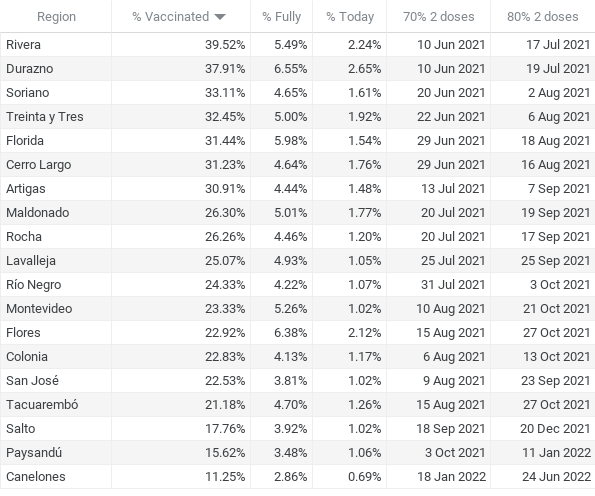 Region % Vaccinated % Fully % Today 70% 2 doses 80% 2 doses
Rivera 39.52% 5.49% 2.24% 10 Jun 2021 17 Jul 2021
Durazno 37.91% 6.55% 2.65% 10 Jun 2021 19 Jul 2021
Soriano 33.11% 4.65% 1.61% 20 Jun 2021 2 Aug 2021
Treinta y Tres 32.45% 5.00% 1.92% 22 Jun 2021 6 Aug 2021
Florida 31.44% 5.98% 1.54% 29 Jun 2021 18 Aug 2021
Cerro Largo 31.23% 4.64% 1.76% 29 Jun 2021 16 Aug 2021
Artigas 30.91% 4.44% 1.48% 13 Jul 2021 7 Sep 2021
Maldonado 26.30% 5.01% 1.77% 20 Jul 2021 19 Sep 2021
Rocha 26.26% 4.46% 1.20% 20 Jul 2021 17 Sep 2021
Lavalleja 25.07% 4.93% 1.05% 25 Jul 2021 25 Sep 2021
Río Negro 24.33% 4.22% 1.07% 31 Jul 2021 3 Oct 2021
Montevideo 23.33% 5.26% 1.02% 10 Aug 2021 21 Oct 2021
Flores 22.92% 6.38% 2.12% 15 Aug 2021 27 Oct 2021
Colonia 22.83% 4.13% 1.17% 6 Aug 2021 13 Oct 2021
San José 22.53% 3.81% 1.02% 9 Aug 2021 23 Sep 2021
Tacuarembó 21.18% 4.70% 1.26% 15 Aug 2021 27 Oct 2021
Salto 17.76% 3.92% 1.02% 18 Sep 2021 20 Dec 2021
Paysandú 15.62% 3.48% 1.06% 3 Oct 2021 11 Jan 2022
Canelones 11.25% 2.86% 0.69% 18 Jan 2022 24 Jun 2022